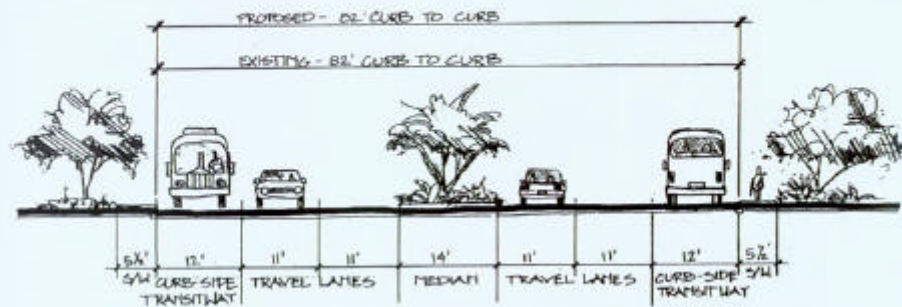 PROPOSED - 82' CURB TO CURB
EXISTING - 82' CURB TO CURB
5½' 12' 11' 11' 14' 11' 11' 12' 5½'
S/W CURB-SIDE TRANSITWAY TRAVEL LANES MEDIAN TRAVEL LANES CURB-SIDE TRANSITWAY S/W